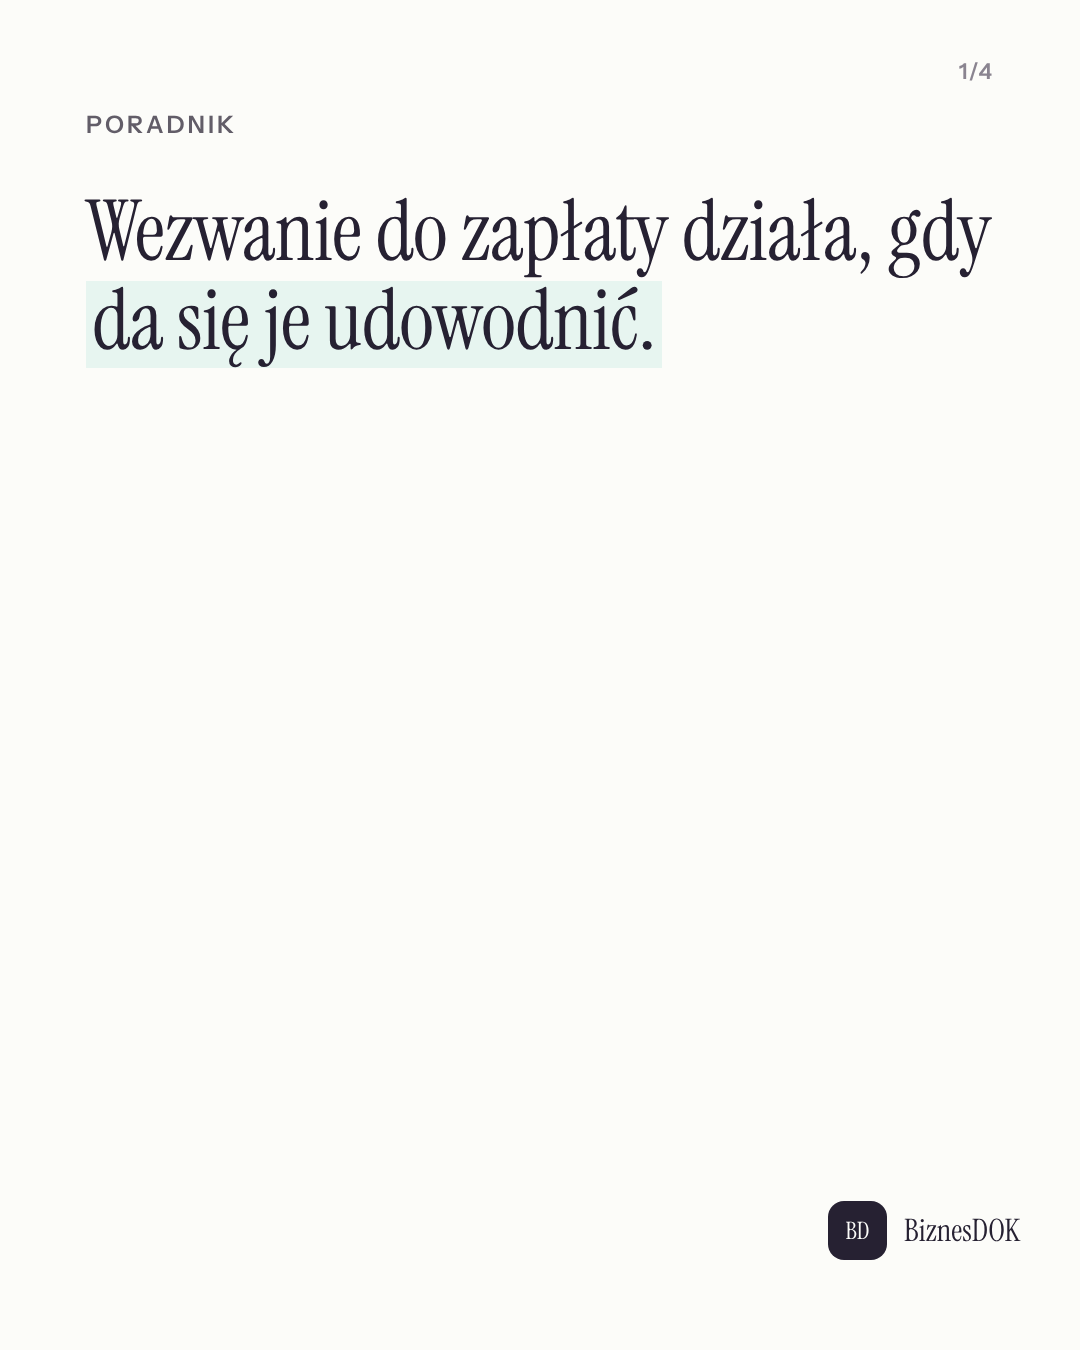 1/4
PORADNIK
Wezwanie do zapłaty działa, gdy
da się je udowodnić.
BD BiznesDOK